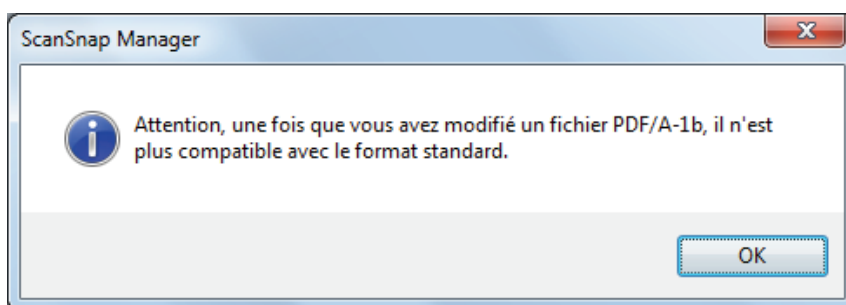 ScanSnap Manager
Attention, une fois que vous avez modifié un fichier PDF/A-1b, il n'est
plus compatible avec le format standard.
OK